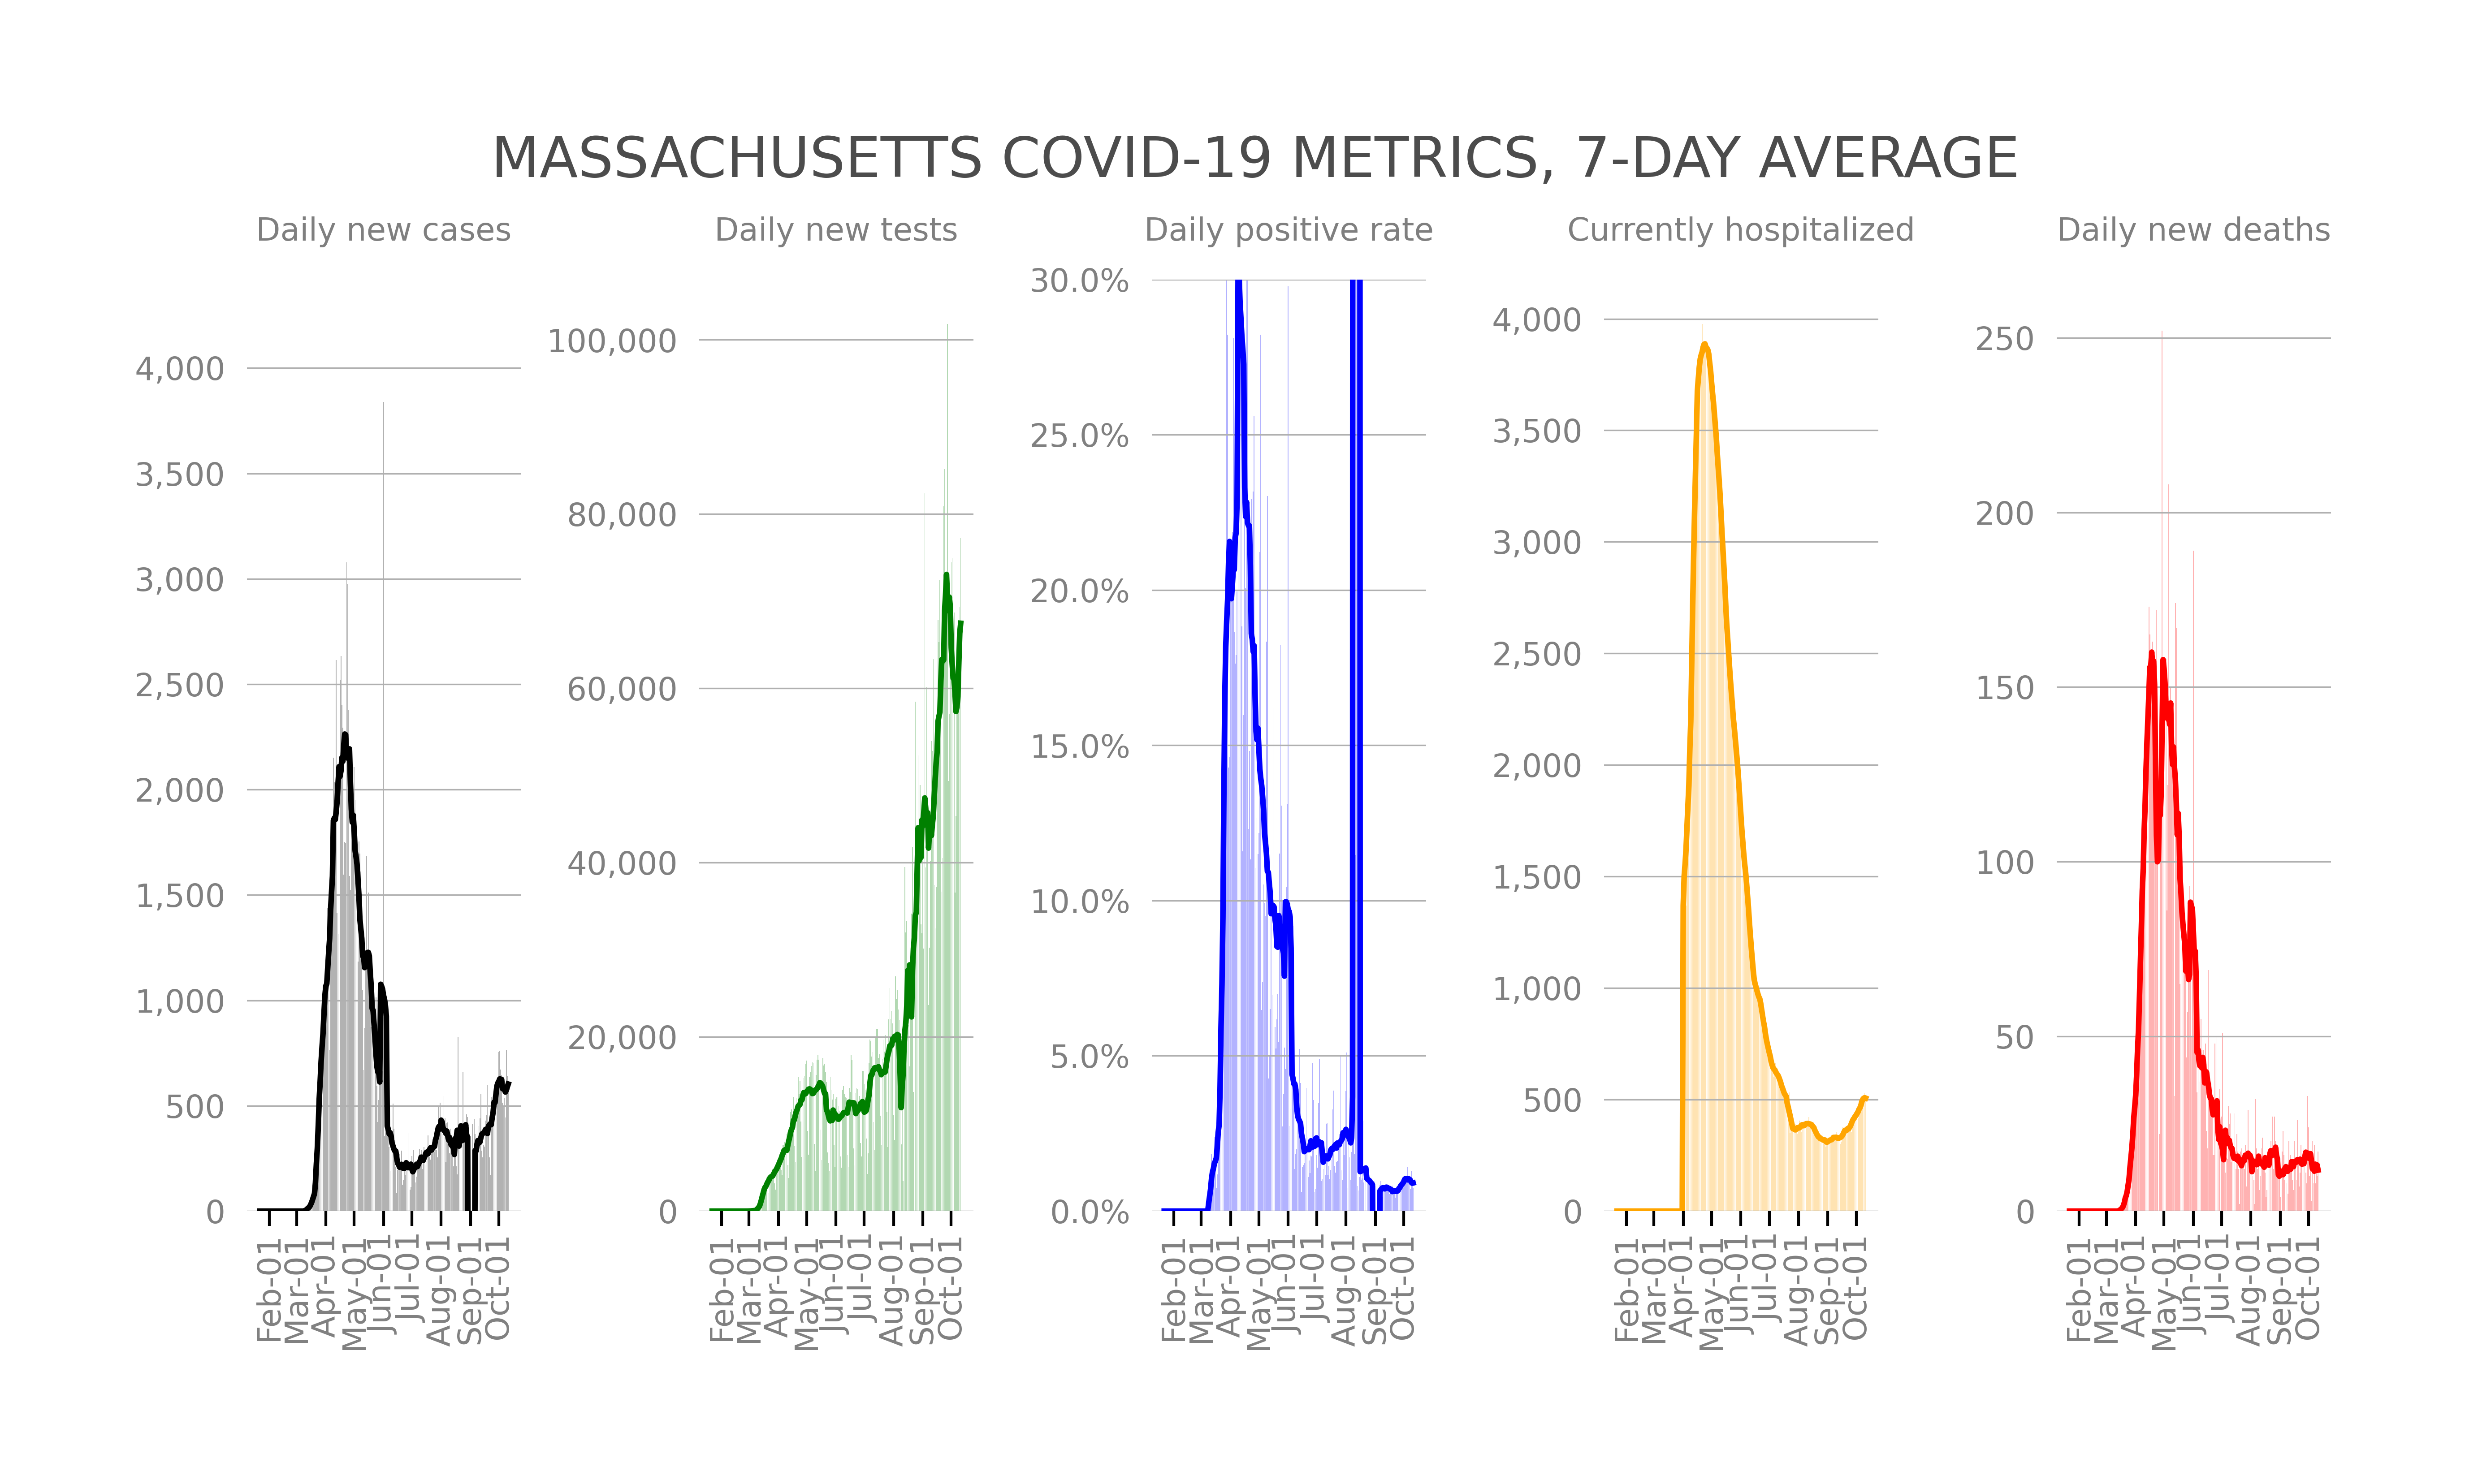 MASSACHUSETTS COVID-19 METRICS, 7-DAY AVERAGE
Daily new cases
4,000
3,500
3,000
2,500
2,000
1,500
1,000
500
0
Feb-01
Mar-01
Apr-01
May-01
Jun-01
Jul-01
Aug-01
Sep-01
Oct-01
Daily new tests
100,000
80,000
60,000
40,000
20,000
0
Feb-01
Mar-01
Apr-01
May-01
Jun-01
Jul-01
Aug-01
Sep-01
Oct-01
Daily positive rate
30.0%
25.0%
20.0%
15.0%
10.0%
5.0%
0.0%
Feb-01
Mar-01
Apr-01
May-01
Jun-01
Jul-01
Aug-01
Sep-01
Oct-01
Currently hospitalized
4,000
3,500
3,000
2,500
2,000
1,500
1,000
500
0
Feb-01
Mar-01
Apr-01
May-01
Jun-01
Jul-01
Aug-01
Sep-01
Oct-01
Daily new deaths
250
200
150
100
50
0
Feb-01
Mar-01
Apr-01
May-01
Jun-01
Jul-01
Aug-01
Sep-01
Oct-01